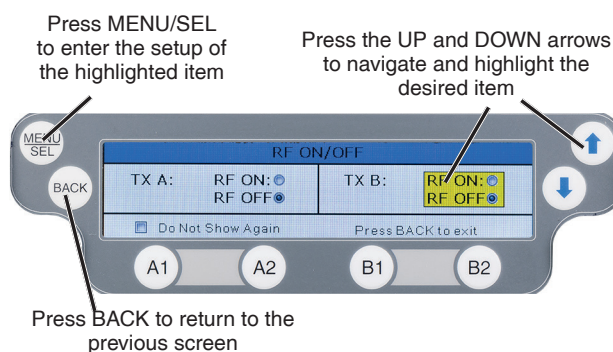 Press MENU/SEL
to enter the setup of
the highlighted item
Press the UP and DOWN arrows
to navigate and highlight the
desired item
MENU
SEL
BACK
RF ON/OFF
TX A:
RF ON:
RF OFF
TX B:
RF ON:
RF OFF
Do Not Show Again
Press BACK to exit
A1
A2
B1
B2
Press BACK to return to the
previous screen